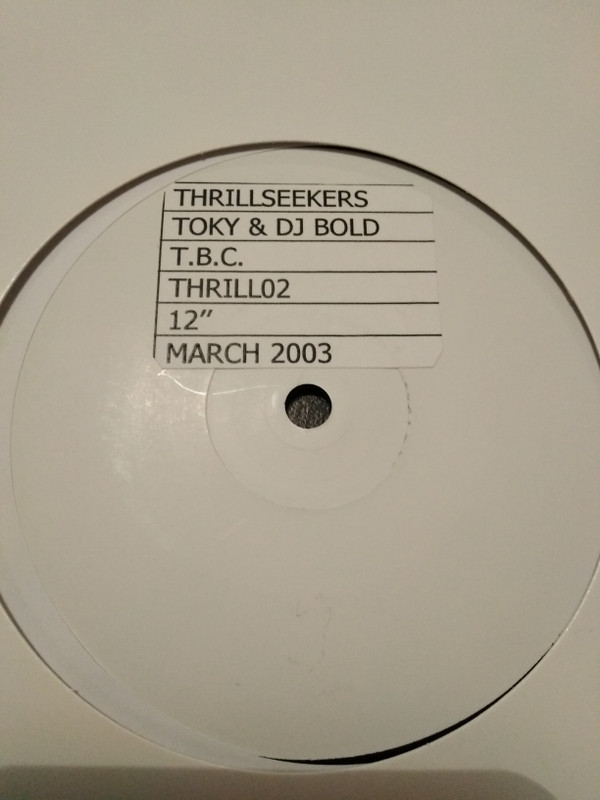 THRILLSEEKERS
TOKY & DJ BOLD
T.B.C.
THRILL02
12"
MARCH 2003